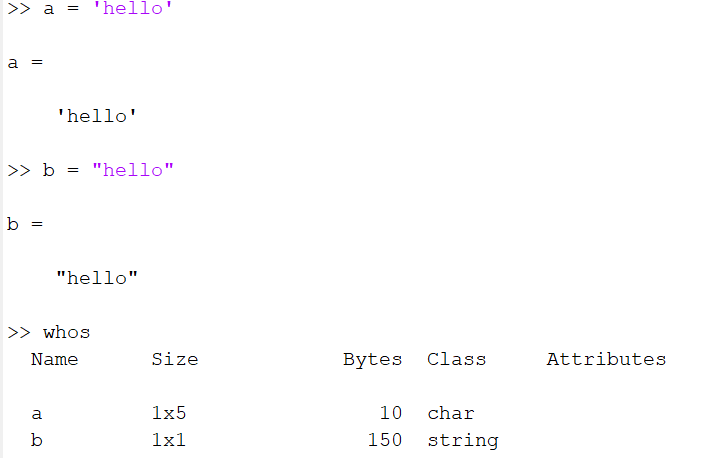 >> a = 'hello'
a =
'hello'
>> b = "hello"
b =
"hello"
>> whos
Name Size Bytes Class Attributes
a 1x5 10 char
b 1x1 150 string